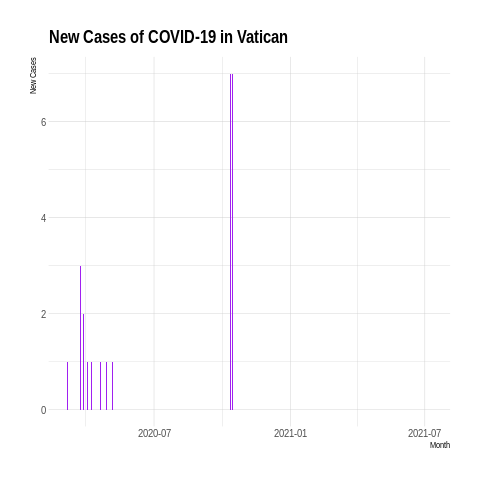 New Cases of COVID-19 in Vatican
New Cases
6
4
2
0
2020-07
2021-01
2021-07
Month